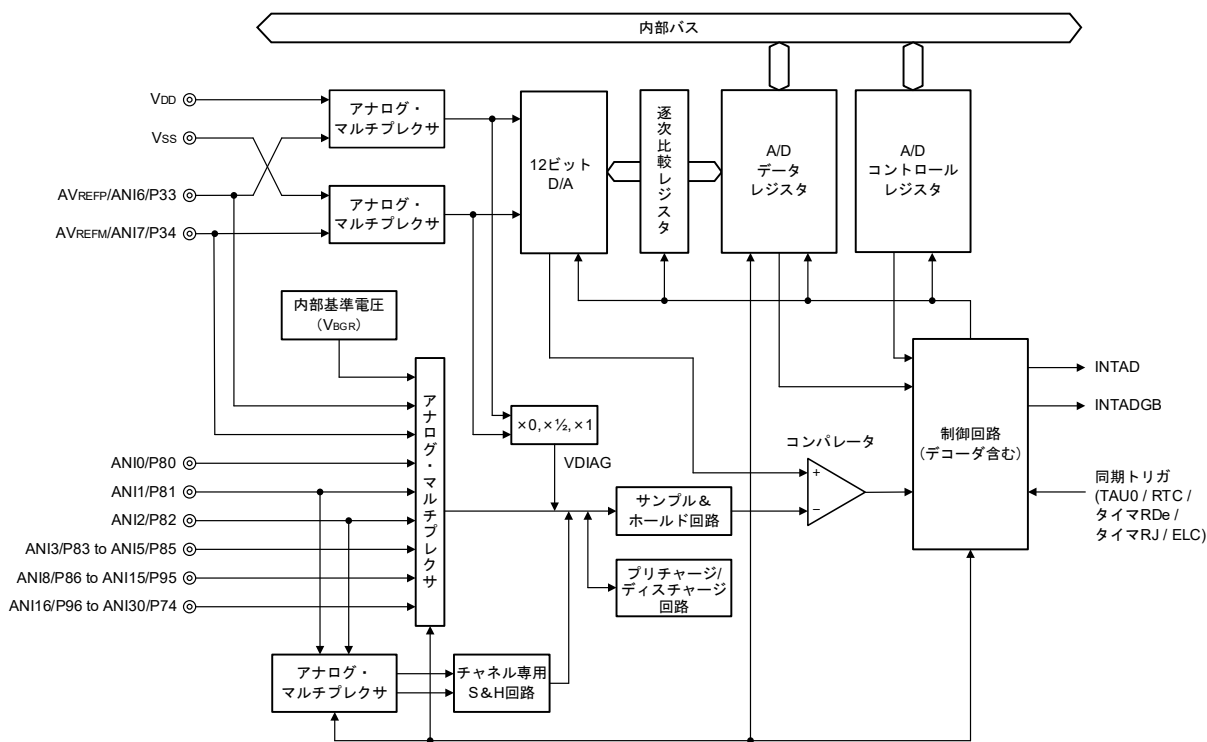 内部バス
VDD
VSS
AVREFP/ANI6/P33
AVREFM/ANI7/P34
アナログ・
マルチプレクサ
アナログ・
マルチプレクサ
12ビット
D/A
逐次比較レジスタ
A/D
データ
レジスタ
A/D
コントロール
レジスタ
内部基準電圧
（VBGR）
アナログ・マルチプレクサ
×0,×½,×1
VDIAG
ANI0/P80
ANI1/P81
ANI2/P82
ANI3/P83 to ANI5/P85
ANI8/P86 to ANI15/P95
ANI16/P96 to ANI30/P74
サンプル＆
ホールド回路
プリチャージ/
ディスチャージ
回路
コンパレータ
+
−
制御回路
(デコーダ含む)
INTAD
INTADGB
同期トリガ
(TAU0 / RTC /
タイマRDe /
タイマRJ / ELC)
アナログ・
マルチプレクサ
チャネル専用
S&H回路